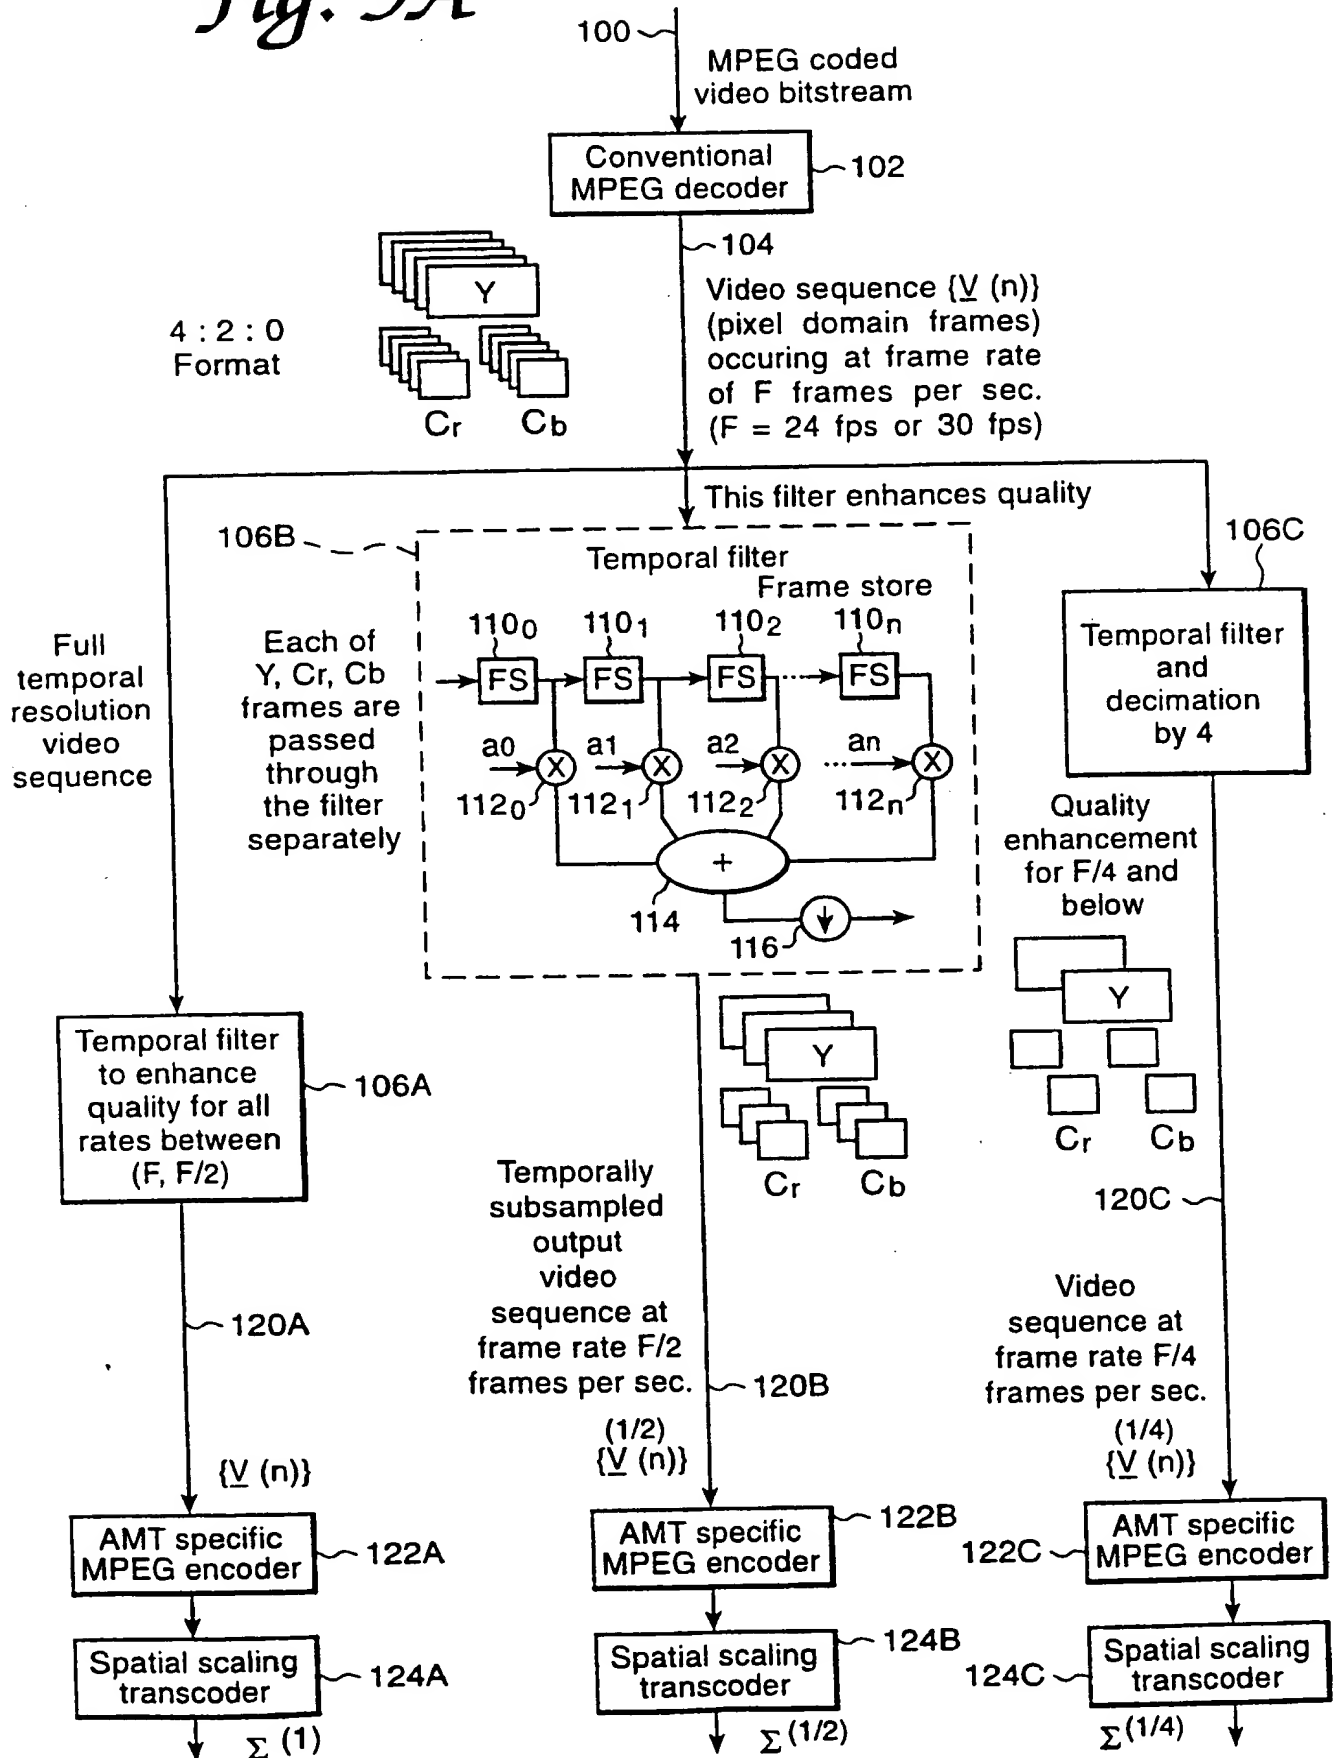 100
MPEG coded
video bitstream
Conventional
MPEG decoder
102
104
Y
4 : 2 : 0
Format
Cr
Cb
Video sequence {V (n)}
(pixel domain frames)
occuring at frame rate
of F frames per sec.
(F = 24 fps or 30 fps)
This filter enhances quality
106B
106C
Temporal filter
Frame store
110₀
110₁
110₂
110n
FS
FS
FS
FS
a0
a1
a2
an
X
X
X
X
112₀
112₁
112₂
112n
+
114
116
Full
temporal
resolution
video
sequence
Each of
Y, Cr, Cb
frames are
passed
through
the filter
separately
Temporal filter
and
decimation
by 4
Quality
enhancement
for F/4 and
below
Y
Cr
Cb
Temporal filter
to enhance
quality for all
rates between
(F, F/2)
106A
Y
Cr
Cb
Temporally
subsampled
output
video
sequence at
frame rate F/2
frames per sec.
120A
120B
120C
Video
sequence at
frame rate F/4
frames per sec.
{V (n)}
(1/2)
{V (n)}
(1/4)
{V (n)}
AMT specific
MPEG encoder
122A
AMT specific
MPEG encoder
122B
122C
AMT specific
MPEG encoder
Spatial scaling
transcoder
124A
Spatial scaling
transcoder
124B
124C
Spatial scaling
transcoder
Σ (1)
Σ (1/2)
Σ (1/4)